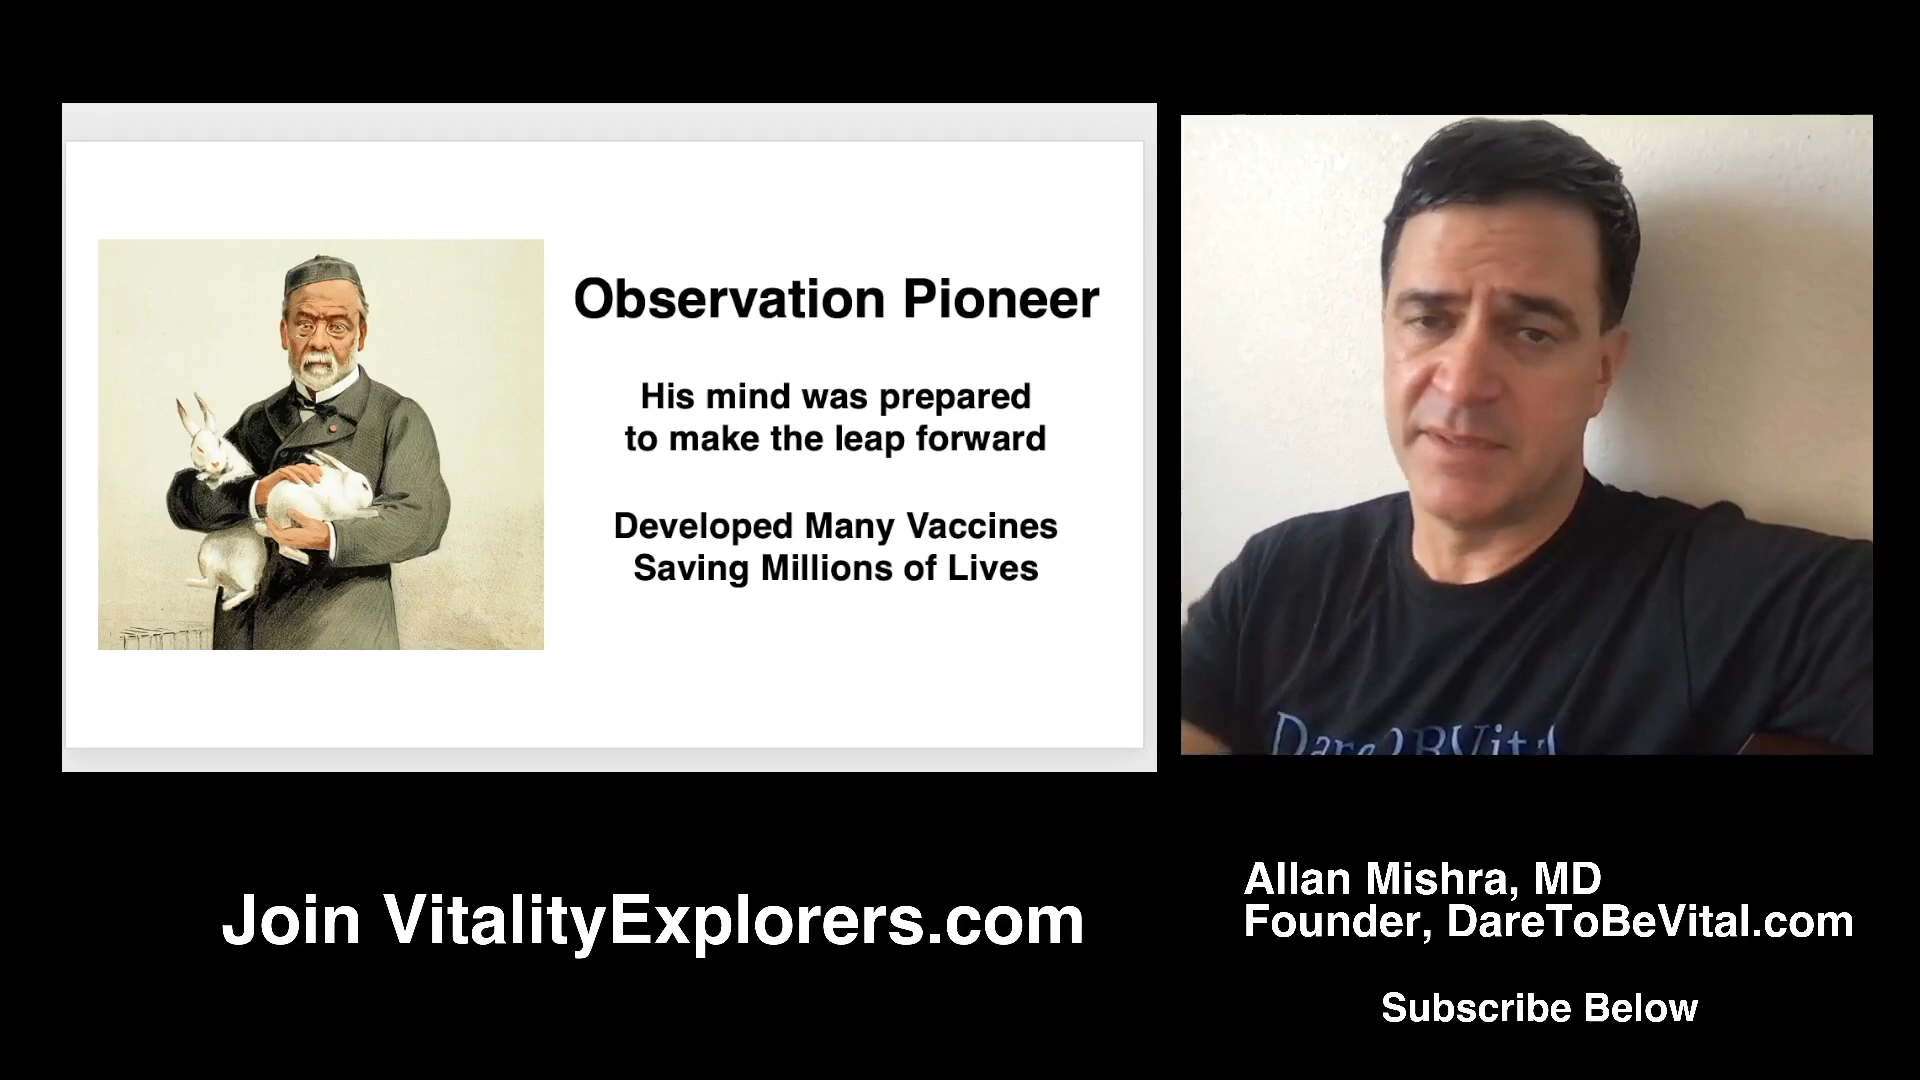 Observation Pioneer
His mind was prepared
to make the leap forward
Developed Many Vaccines
Saving Millions of Lives
Dare2BVital
Join VitalityExplorers.com
Allan Mishra, MD
Founder, DareToBeVital.com
Subscribe Below